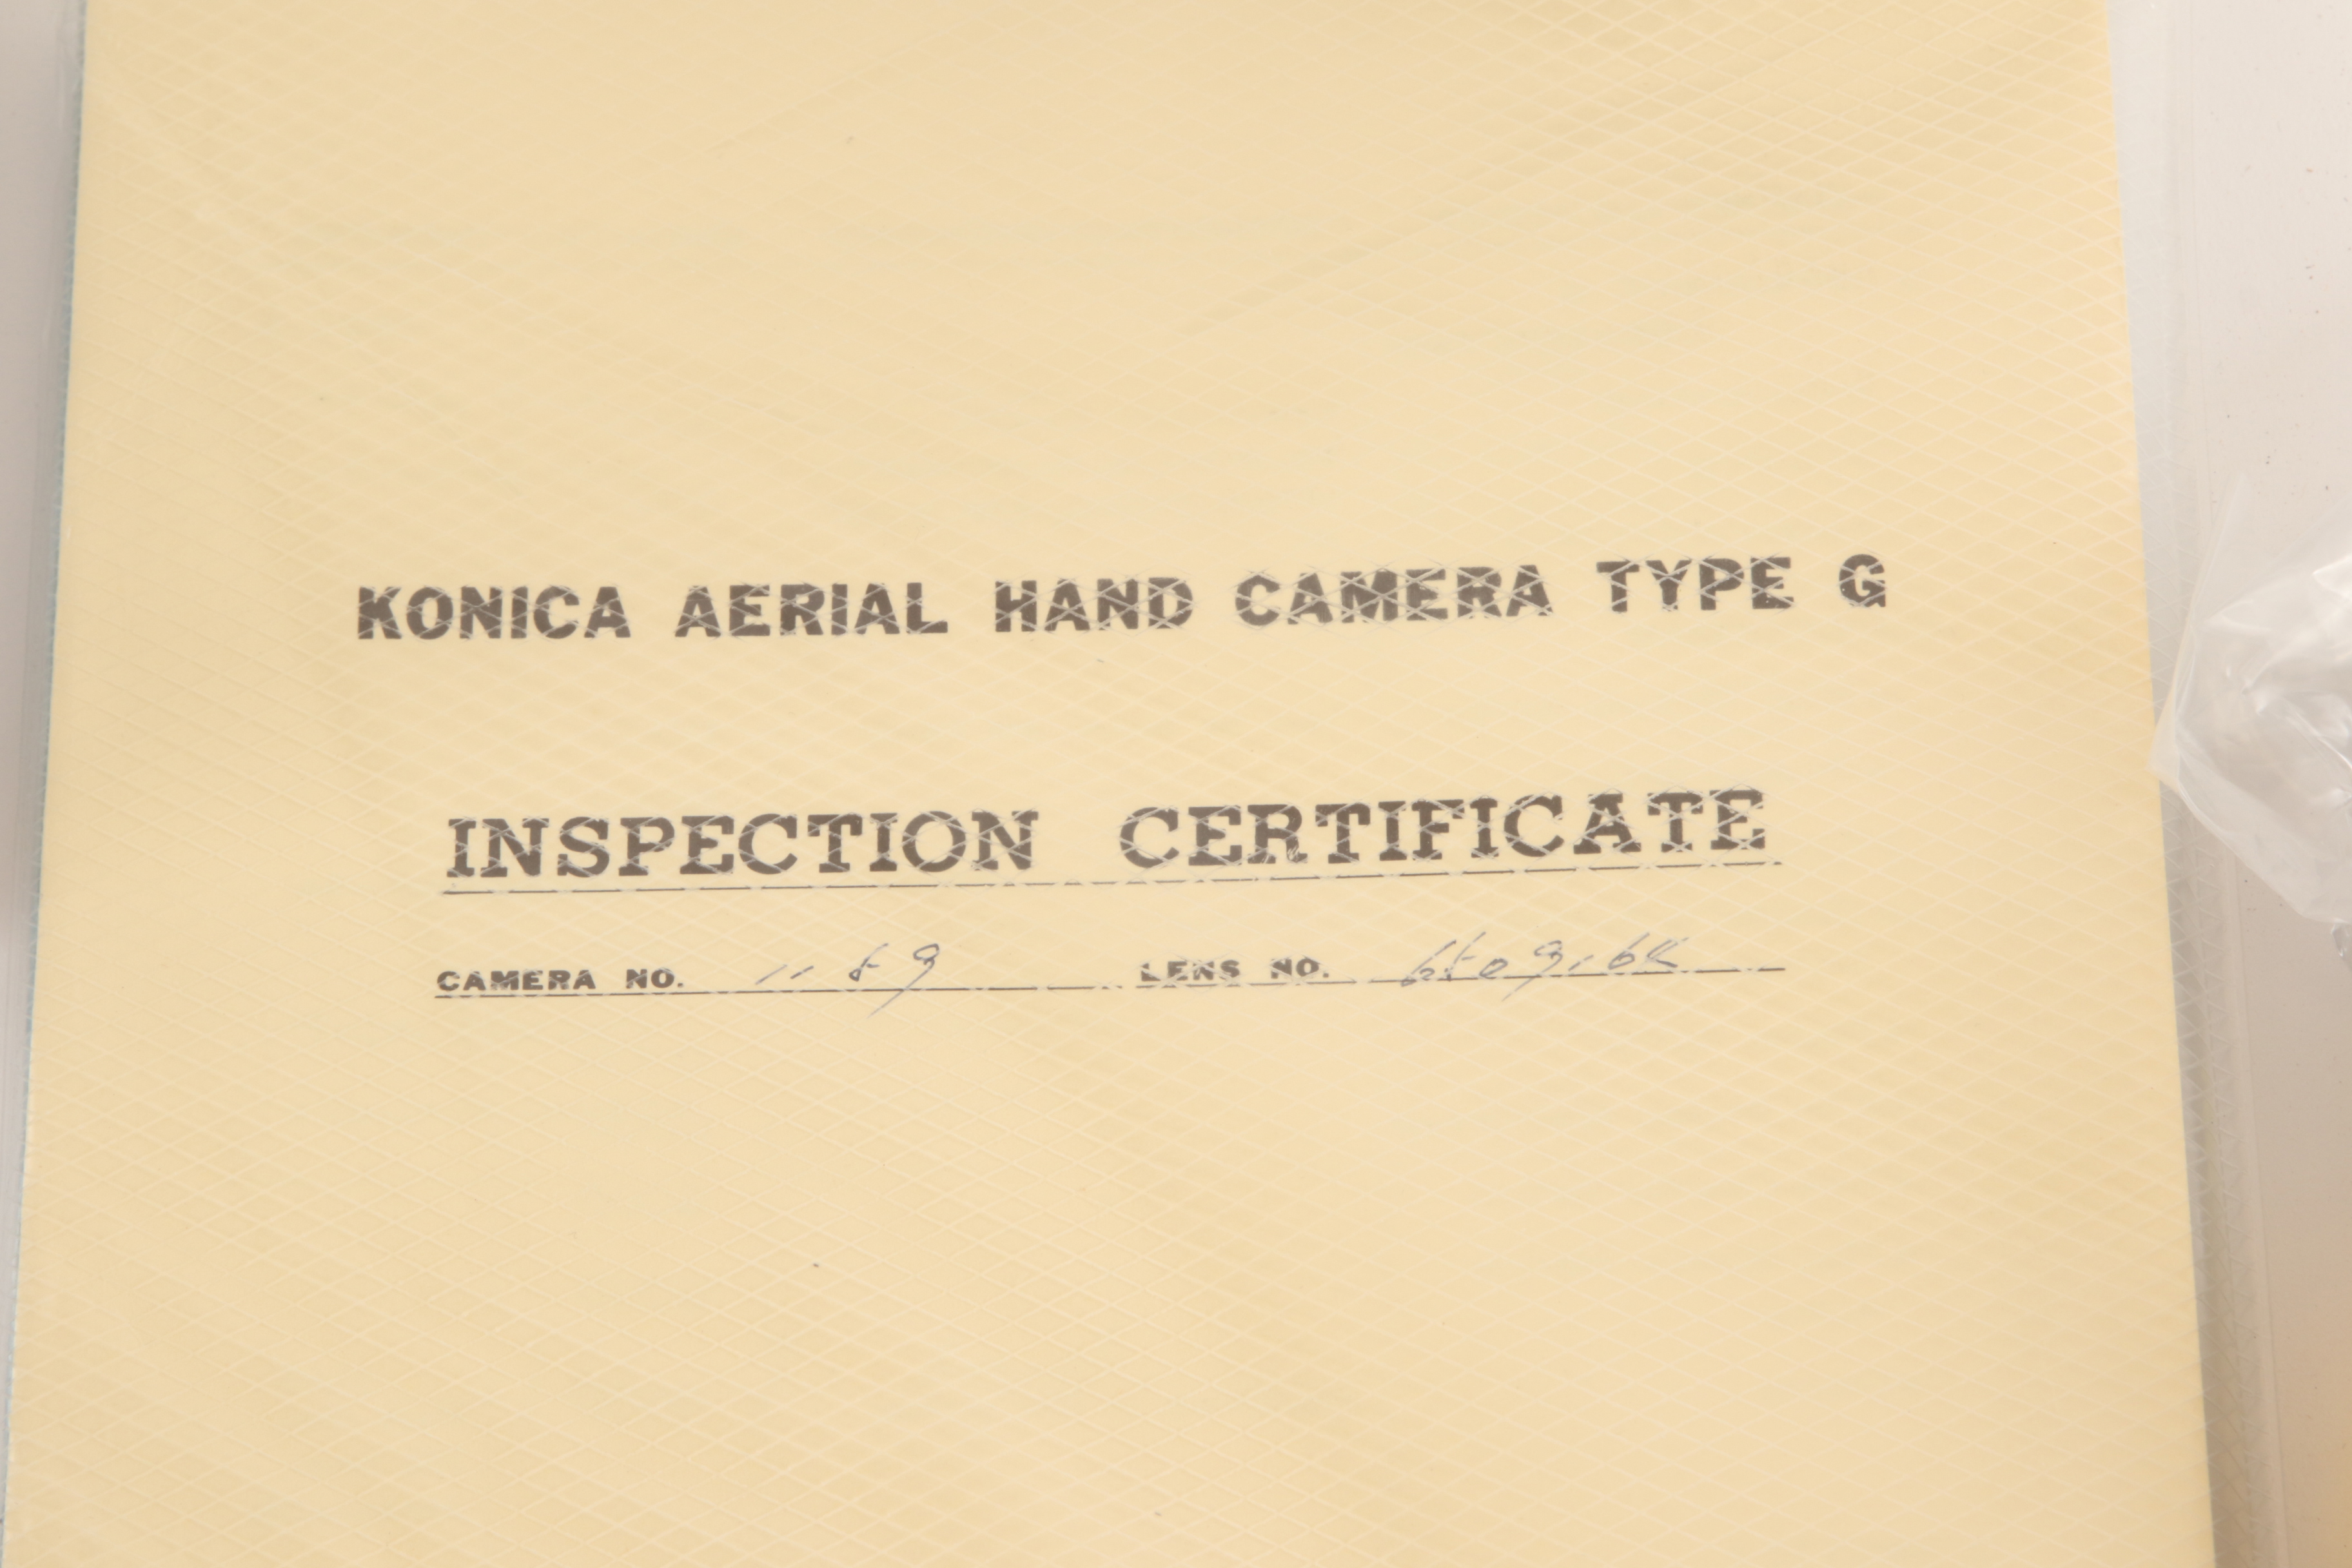 KONICA AERIAL HAND CAMERA TYPE G
INSPECTION CERTIFICATE
CAMERA NO. LENS NO.